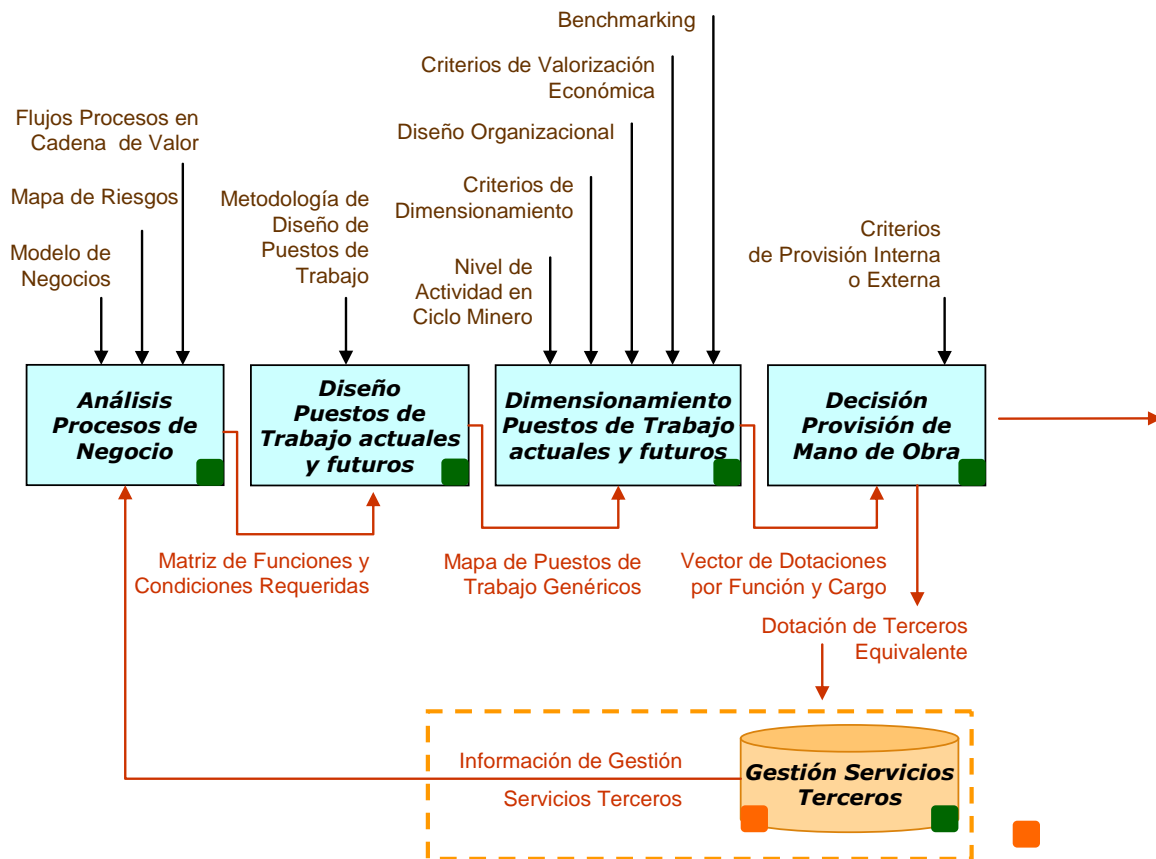 Benchmarking
Criterios de Valorización
Económica
Flujos Procesos en
Cadena de Valor
Diseño Organizacional
Mapa de Riesgos
Metodología de
Diseño de
Puestos de
Trabajo
Criterios de
Dimensionamiento
Modelo de
Negocios
Nivel de
Actividad en
Ciclo Minero
Criterios
de Provisión Interna
o Externa
Análisis
Procesos de
Negocio
Diseño
Puestos de
Trabajo actuales
y futuros
Dimensionamiento
Puestos de Trabajo
actuales y futuros
Decisión
Provisión de
Mano de Obra
Matriz de Funciones y
Condiciones Requeridas
Mapa de Puestos de
Trabajo Genéricos
Vector de Dotaciones
por Función y Cargo
Dotación de Terceros
Equivalente
Información de Gestión
Servicios Terceros
Gestión Servicios
Terceros